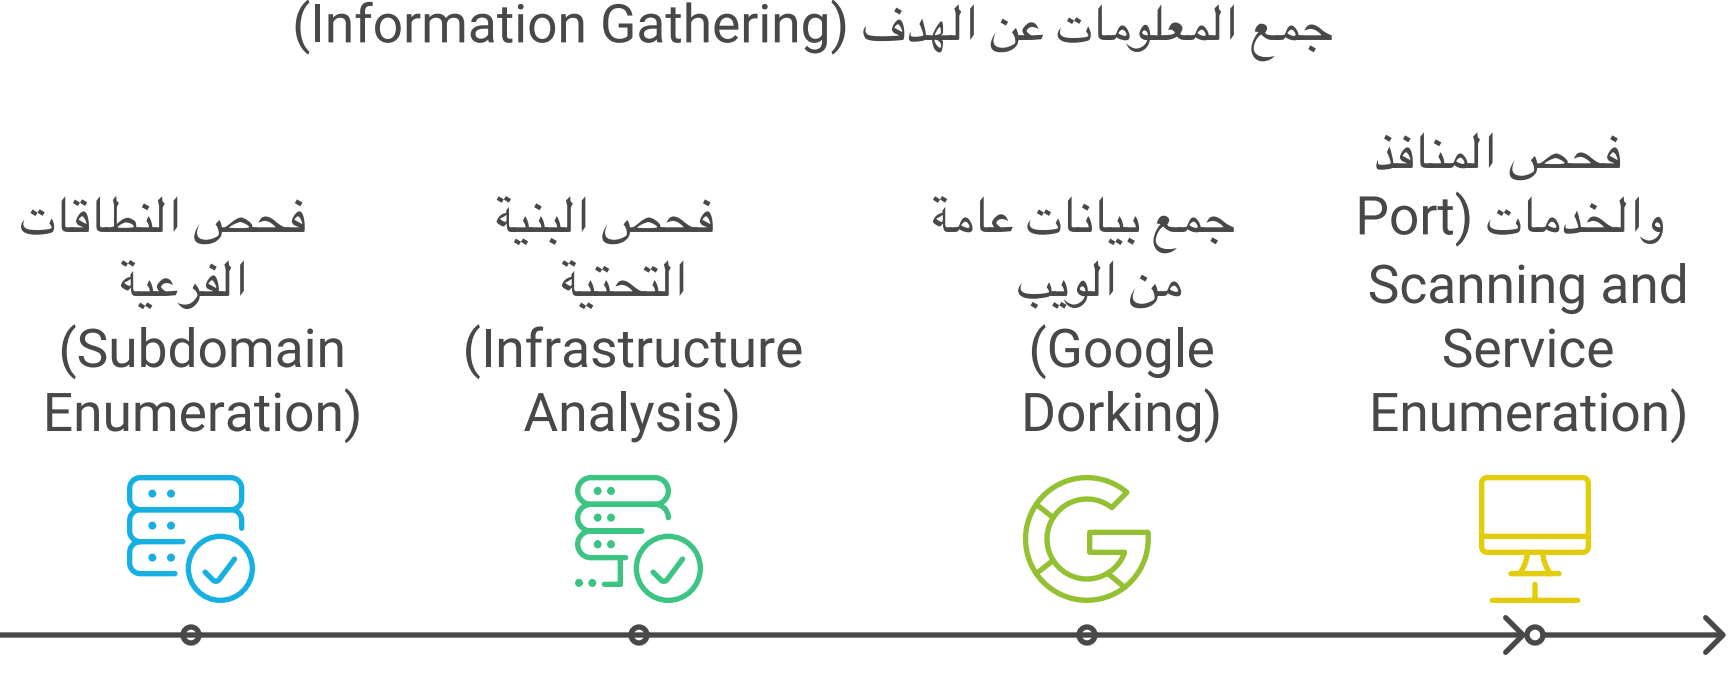 جمع المعلومات عن الهدف (Information Gathering)
فحص النطاقات
الفرعية
(Subdomain
Enumeration)
فحص البنية
التحتية
(Infrastructure
Analysis)
جمع بيانات عامة
من الويب
(Google
Dorking)
فحص المنافذ
والخدمات (Port
Scanning and
Service
Enumeration)